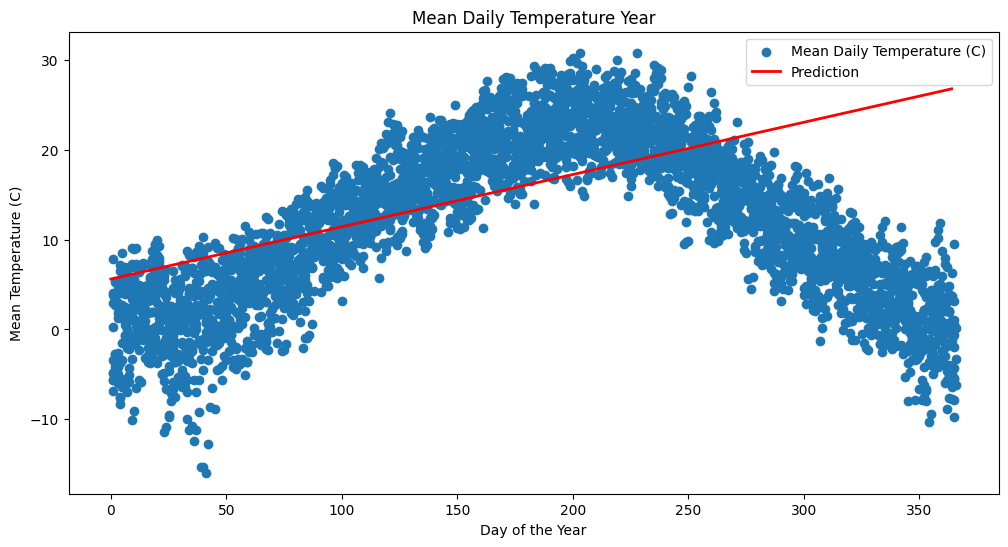 Mean Daily Temperature Year
Mean Daily Temperature (C)
Prediction
30
20
10
0
−10
Mean Temperature (C)
0 50 100 150 200 250 300 350
Day of the Year